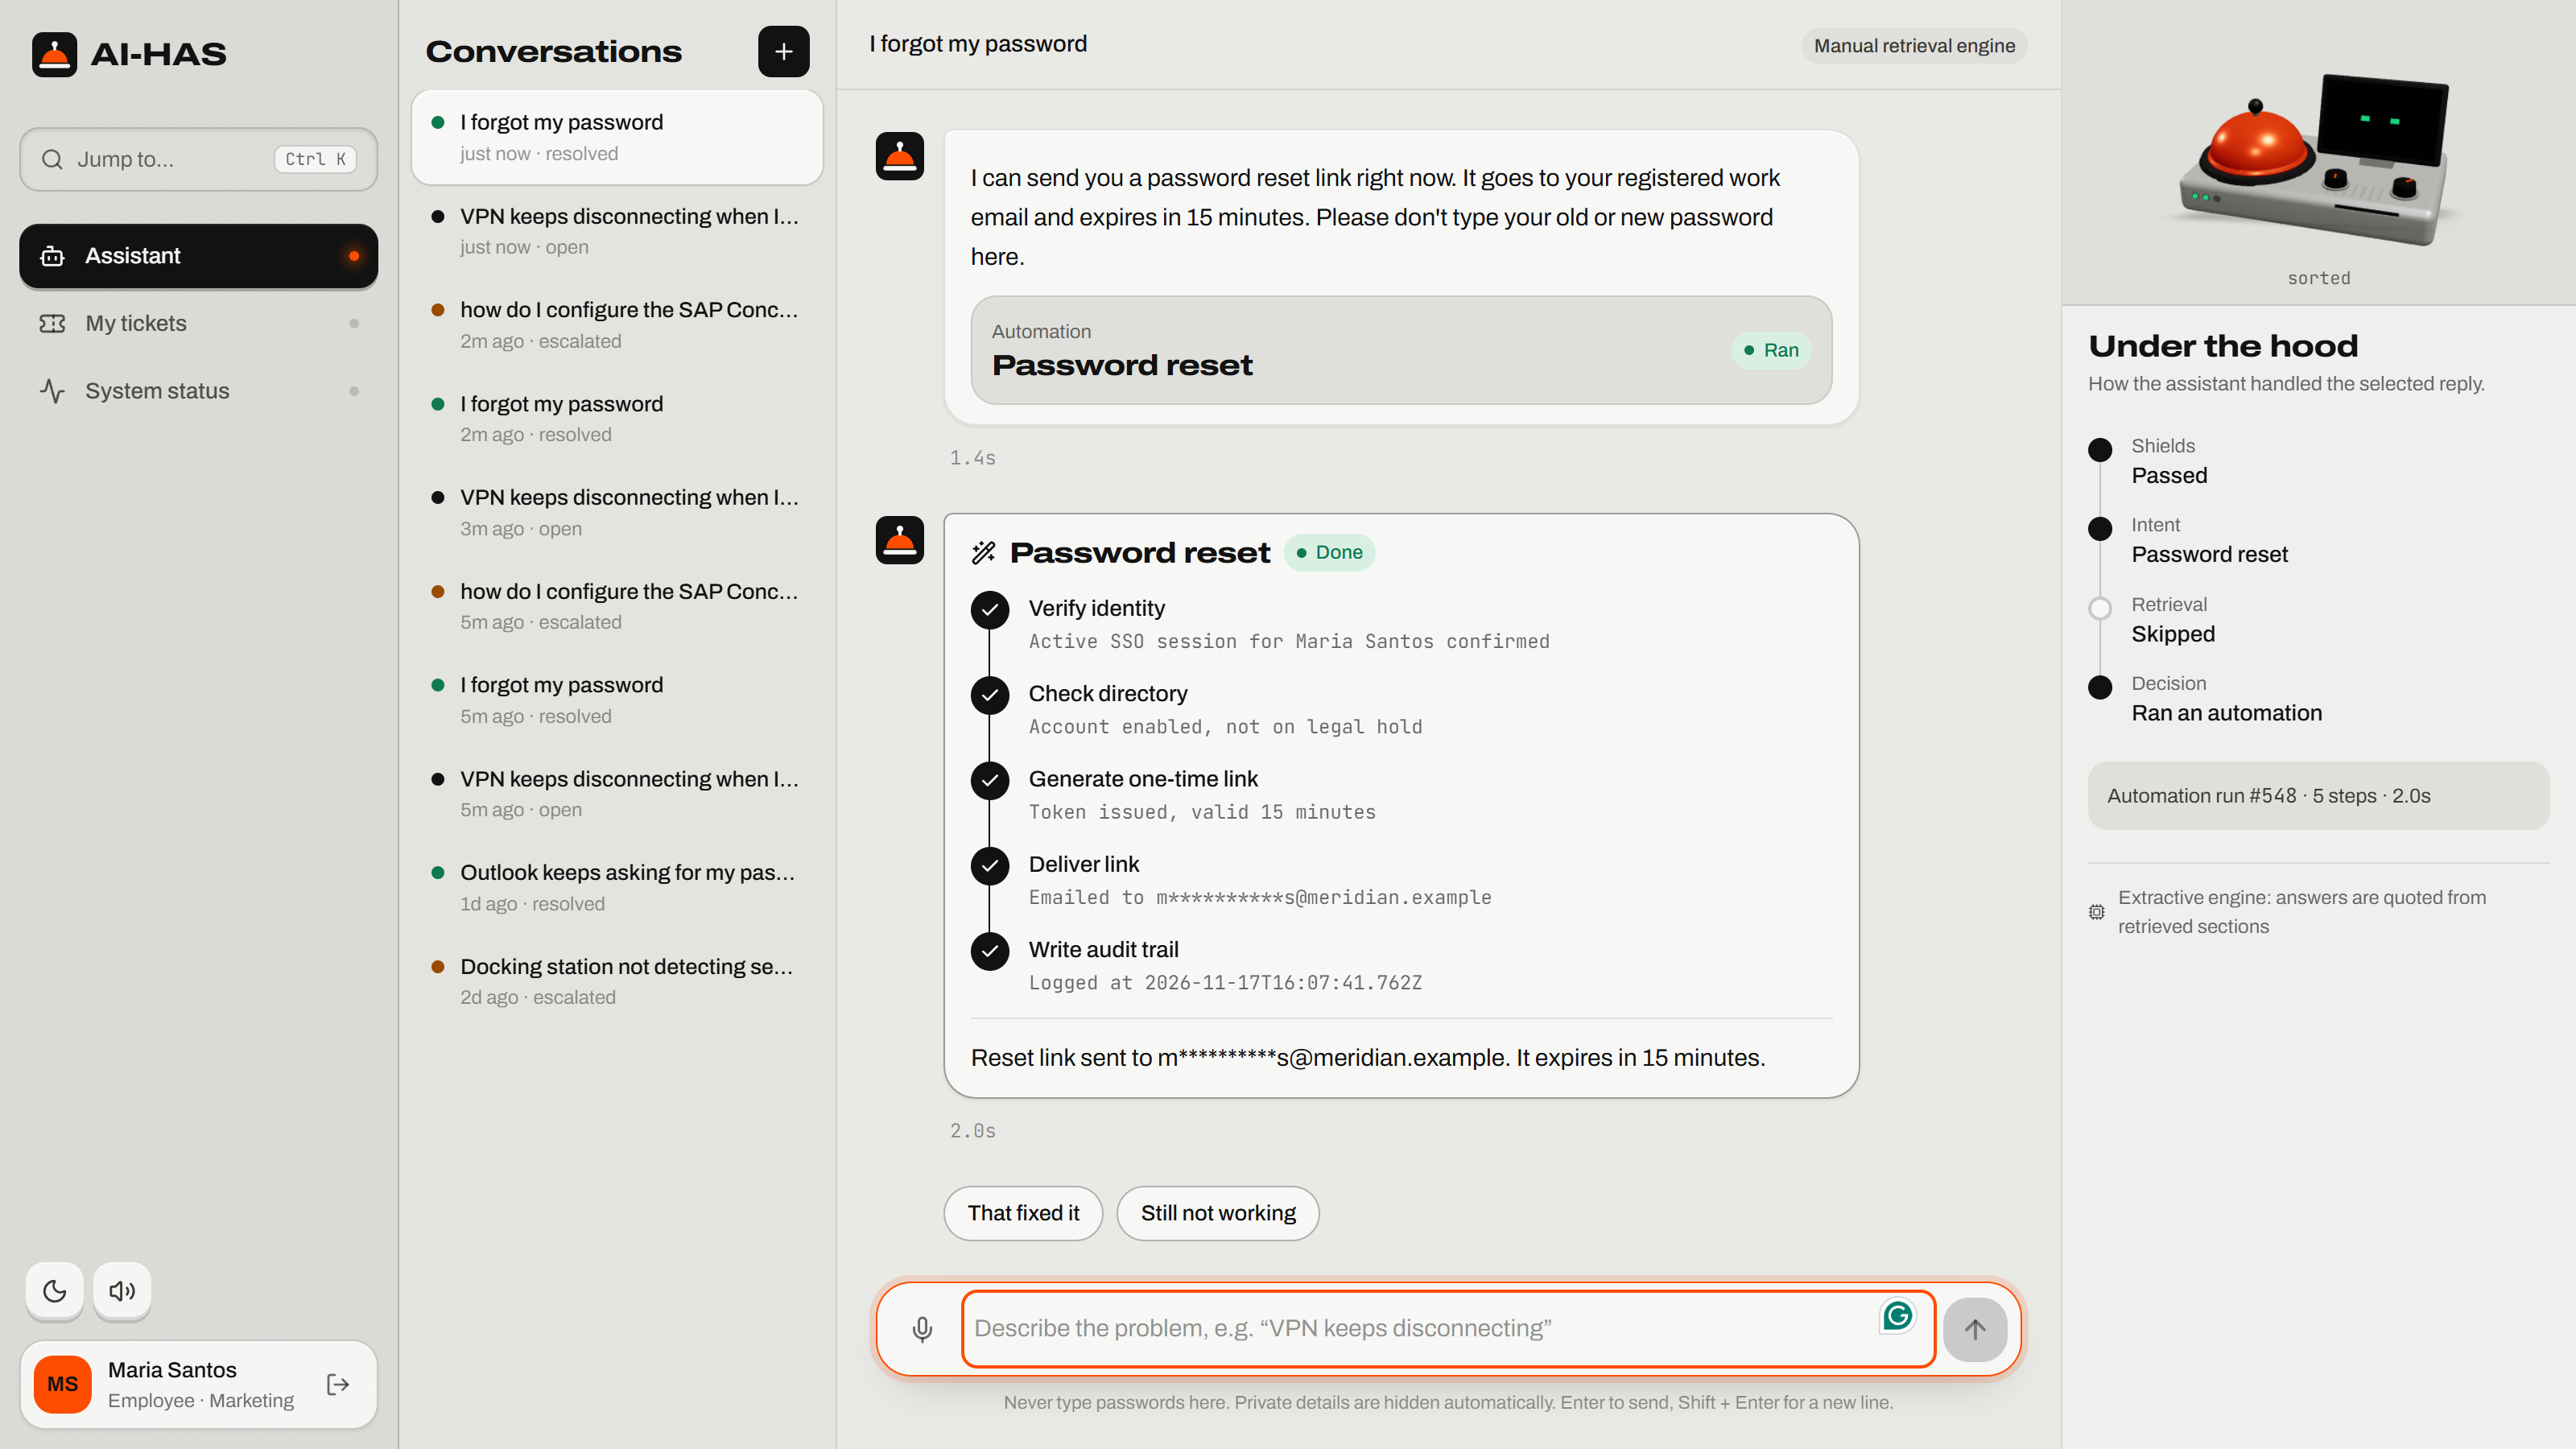 AI-HAS
Jump to...
Ctrl K
Assistant
My tickets
System status
MS
Maria Santos
Employee · Marketing
Conversations
I forgot my password
just now · resolved
VPN keeps disconnecting when I...
just now · open
how do I configure the SAP Conc...
2m ago · escalated
I forgot my password
2m ago · resolved
VPN keeps disconnecting when I...
3m ago · open
how do I configure the SAP Conc...
5m ago · escalated
I forgot my password
5m ago · resolved
VPN keeps disconnecting when I...
5m ago · open
Outlook keeps asking for my pas...
1d ago · resolved
Docking station not detecting se...
2d ago · escalated
I forgot my password
Manual retrieval engine
I can send you a password reset link right now. It goes to your registered work
email and expires in 15 minutes. Please don't type your old or new password
here.
Automation
Password reset
Ran
1.4s
Password reset
Done
Verify identity
Active SSO session for Maria Santos confirmed
Check directory
Account enabled, not on legal hold
Generate one-time link
Token issued, valid 15 minutes
Deliver link
Emailed to m**********s@meridian.example
Write audit trail
Logged at 2026-11-17T16:07:41.762Z
Reset link sent to m**********s@meridian.example. It expires in 15 minutes.
2.0s
That fixed it
Still not working
Describe the problem, e.g. “VPN keeps disconnecting”
G
Never type passwords here. Private details are hidden automatically. Enter to send, Shift + Enter for a new line.
sorted
Under the hood
How the assistant handled the selected reply.
Shields
Passed
Intent
Password reset
Retrieval
Skipped
Decision
Ran an automation
Automation run #548 · 5 steps · 2.0s
Extractive engine: answers are quoted from
retrieved sections